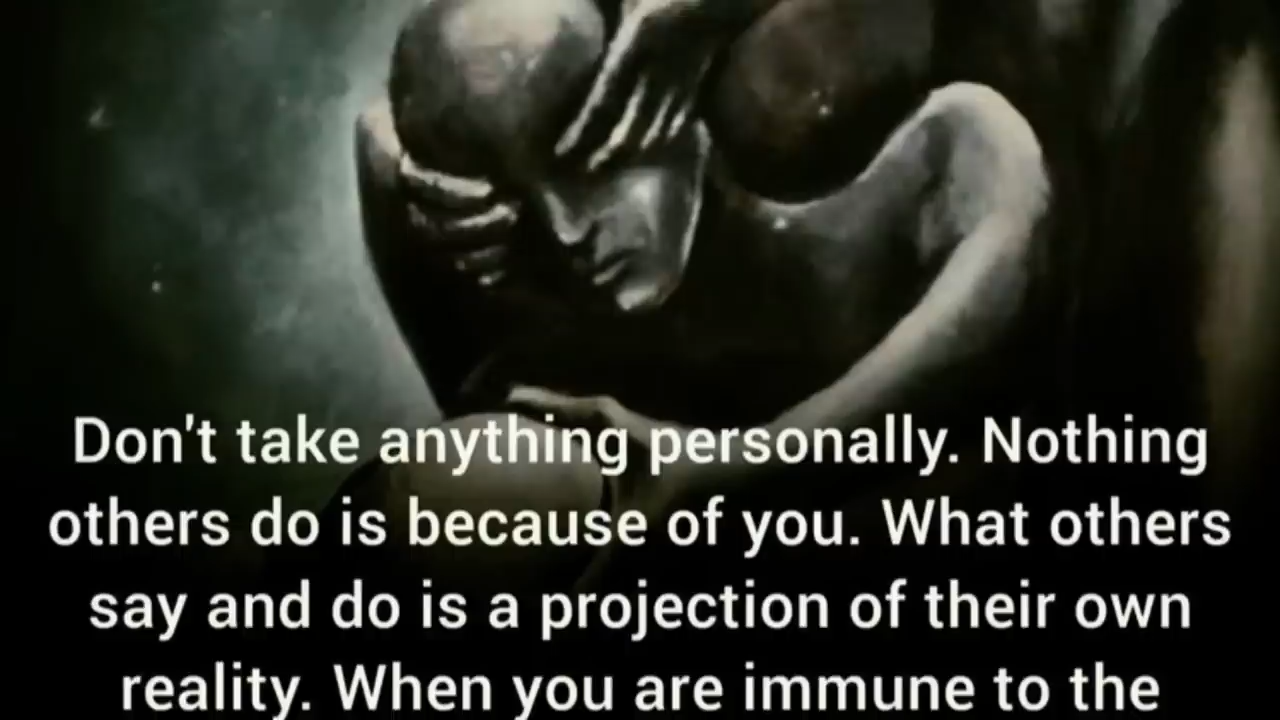 Don't take anything personally. Nothing
others do is because of you. What others
say and do is a projection of their own
reality. When you are immune to the